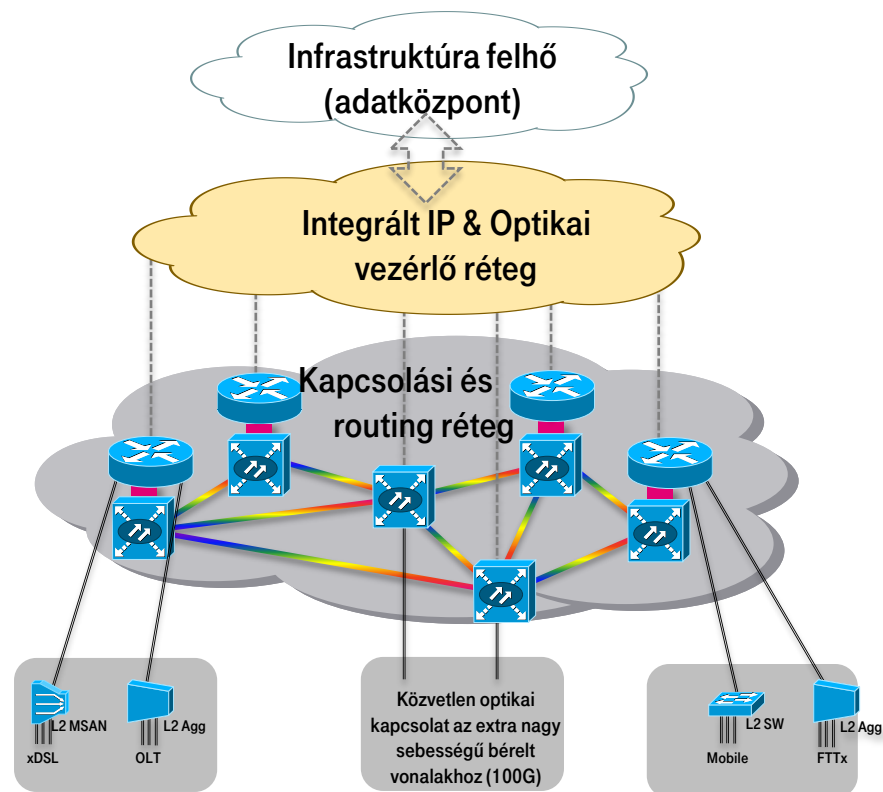 Infrastruktúra felhő
(adatközpont)
Integrált IP & Optikai
vezérlő réteg
Kapcsolási és
routing réteg
L2 MSAN
xDSL
L2 Agg
OLT
Közvetlen optikai
kapcsolat az extra nagy
sebességű bérelt
vonalakhoz (100G)
L2 SW
Mobile
L2 Agg
FTTx